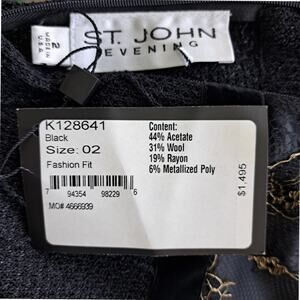 2
MADE IN
U.S.A.
ST. JOHN
EVENING
K128641
Black
Size: 02
Fashion Fit
Content:
44% Acetate
31% Wool
19% Rayon
6% Metallized Poly
7 94354 98229 6
MO# 4666939
$1,495